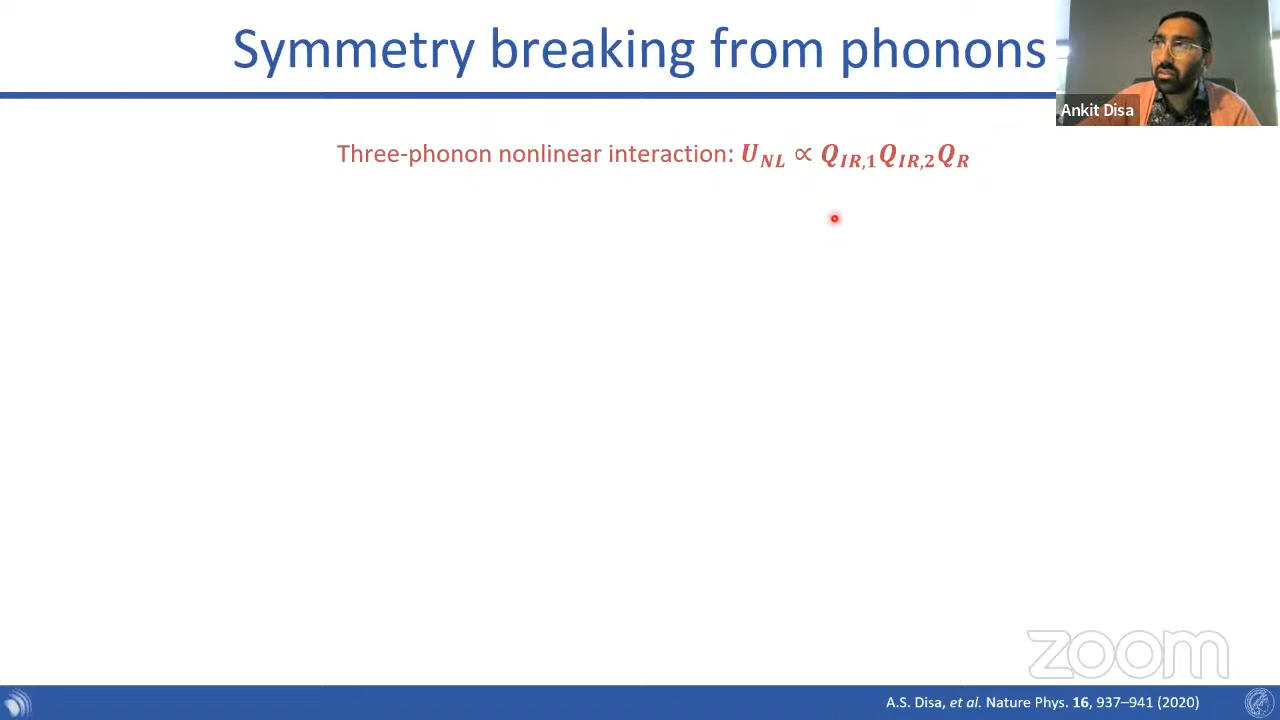 Symmetry breaking from phonons
Ankit Disa
Three-phonon nonlinear interaction: U_NL ∝ Q_IR,1 Q_IR,2 Q_R
zoom
A.S. Disa, et al. Nature Phys. 16, 937–941 (2020)